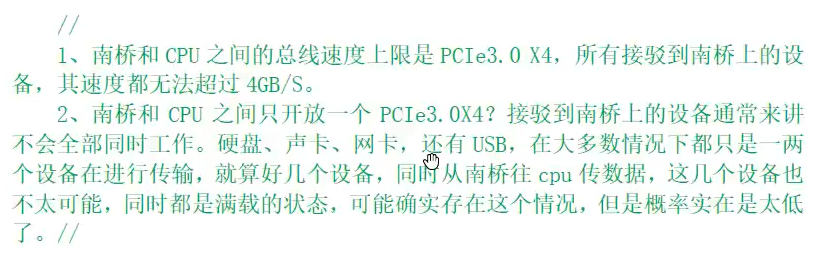 //
1、南桥和 CPU 之间的总线速度上限是 PCIe3.0 X4，所有接驳到南桥上的设
备，其速度都无法超过 4GB/S。
2、南桥和 CPU 之间只开放一个 PCIe3.0X4？接驳到南桥上的设备通常来讲
不会全部同时工作。硬盘、声卡、网卡，还有 USB，在大多数情况下都只是一两
个设备在进行传输，就算好几个设备，同时从南桥往 cpu 传数据，这几个设备也
不太可能，同时都是满载的状态，可能确实存在这个情况，但是概率实在是太低
了。//